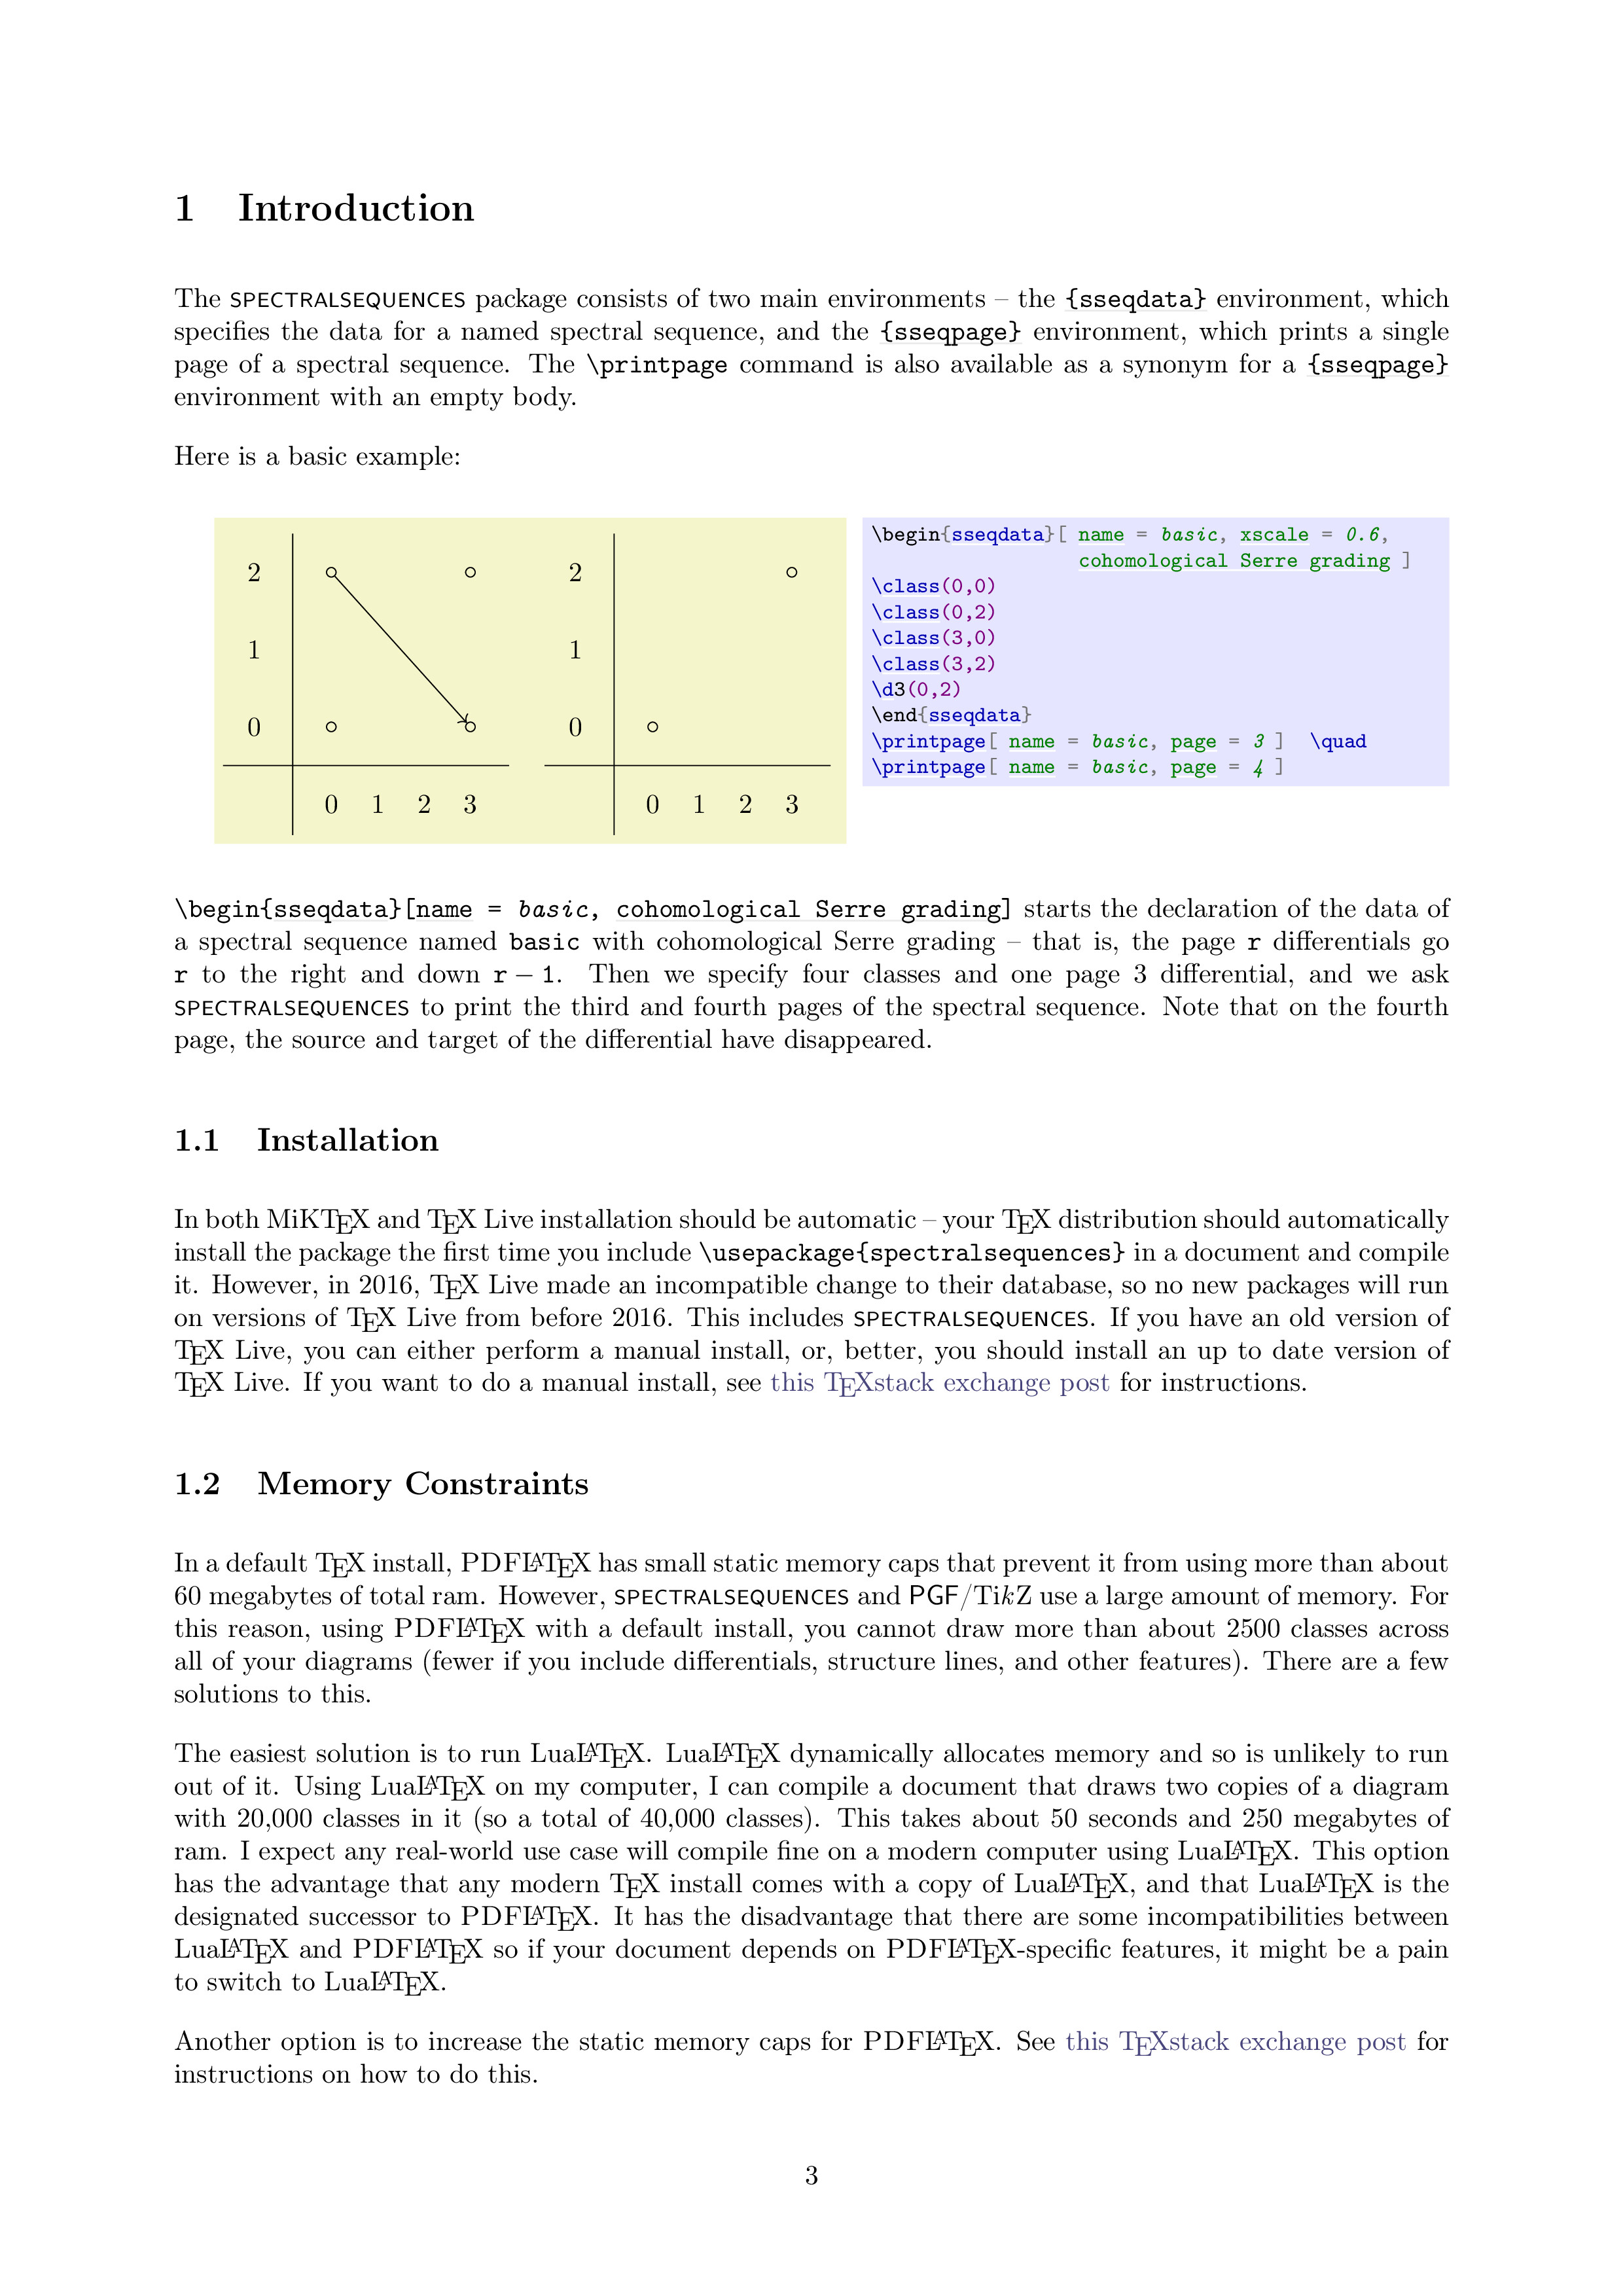 1 Introduction
The SPECTRALSEQUENCES package consists of two main environments – the {sseqdata} environment, which
specifies the data for a named spectral sequence, and the {sseqpage} environment, which prints a single
page of a spectral sequence. The \printpage command is also available as a synonym for a {sseqpage}
environment with an empty body.
Here is a basic example:
2
1
0
0 1 2 3
2
1
0
0 1 2 3
\begin{sseqdata}[ name = basic, xscale = 0.6,
cohomological Serre grading ]
\class(0,0)
\class(0,2)
\class(3,0)
\class(3,2)
\d3(0,2)
\end{sseqdata}
\printpage[ name = basic, page = 3 ] \quad
\printpage[ name = basic, page = 4 ]
\begin{sseqdata}[name = basic, cohomological Serre grading] starts the declaration of the data of
a spectral sequence named basic with cohomological Serre grading – that is, the page r differentials go
r to the right and down r − 1. Then we specify four classes and one page 3 differential, and we ask
SPECTRALSEQUENCES to print the third and fourth pages of the spectral sequence. Note that on the fourth
page, the source and target of the differential have disappeared.
1.1 Installation
In both MiKTEX and TEX Live installation should be automatic – your TEX distribution should automatically
install the package the first time you include \usepackage{spectralsequences} in a document and compile
it. However, in 2016, TEX Live made an incompatible change to their database, so no new packages will run
on versions of TEX Live from before 2016. This includes SPECTRALSEQUENCES. If you have an old version of
TEX Live, you can either perform a manual install, or, better, you should install an up to date version of
TEX Live. If you want to do a manual install, see this TEXstack exchange post for instructions.
1.2 Memory Constraints
In a default TEX install, PDFLATEX has small static memory caps that prevent it from using more than about
60 megabytes of total ram. However, SPECTRALSEQUENCES and PGF/TikZ use a large amount of memory. For
this reason, using PDFLATEX with a default install, you cannot draw more than about 2500 classes across
all of your diagrams (fewer if you include differentials, structure lines, and other features). There are a few
solutions to this.
The easiest solution is to run LuaLATEX. LuaLATEX dynamically allocates memory and so is unlikely to run
out of it. Using LuaLATEX on my computer, I can compile a document that draws two copies of a diagram
with 20,000 classes in it (so a total of 40,000 classes). This takes about 50 seconds and 250 megabytes of
ram. I expect any real-world use case will compile fine on a modern computer using LuaLATEX. This option
has the advantage that any modern TEX install comes with a copy of LuaLATEX, and that LuaLATEX is the
designated successor to PDFLATEX. It has the disadvantage that there are some incompatibilities between
LuaLATEX and PDFLATEX so if your document depends on PDFLATEX-specific features, it might be a pain
to switch to LuaLATEX.
Another option is to increase the static memory caps for PDFLATEX. See this TEXstack exchange post for
instructions on how to do this.
3